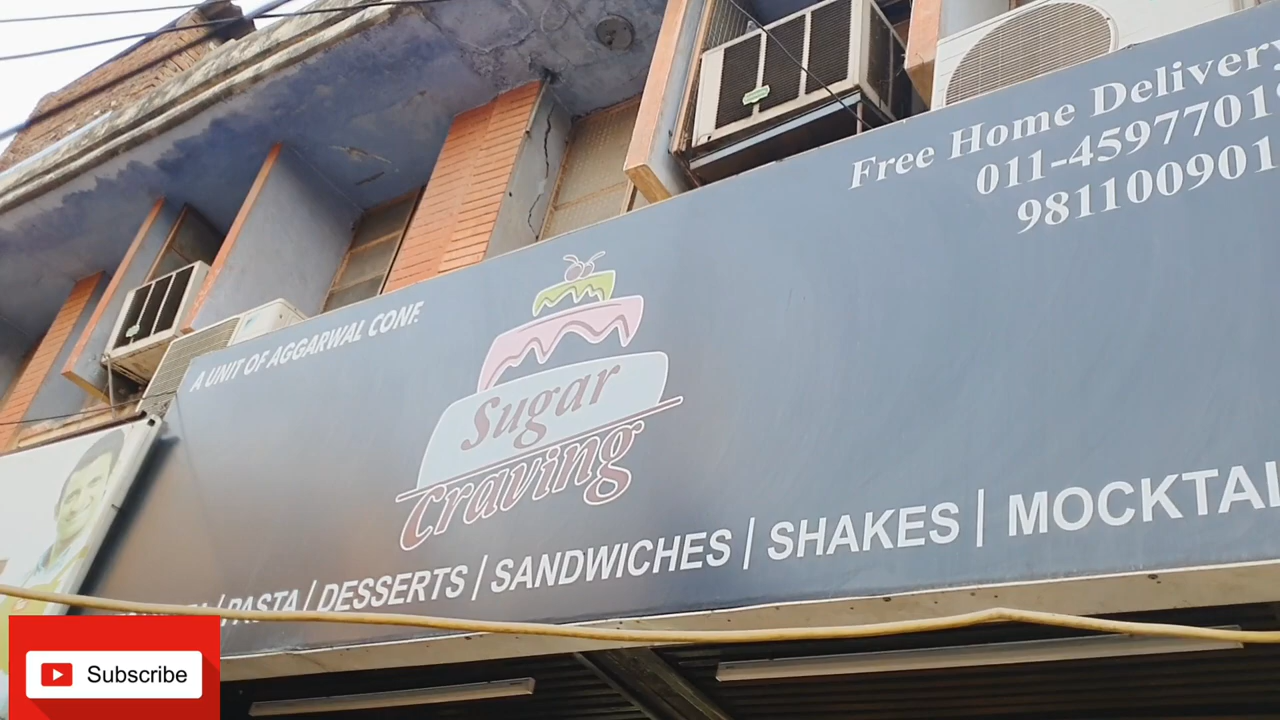 Free Home Delivery
011-4597701
981100901
A UNIT OF AGGARWAL CONF.
Sugar
Craving
PASTA / DESSERTS | SANDWICHES | SHAKES | MOCKTAI
Subscribe